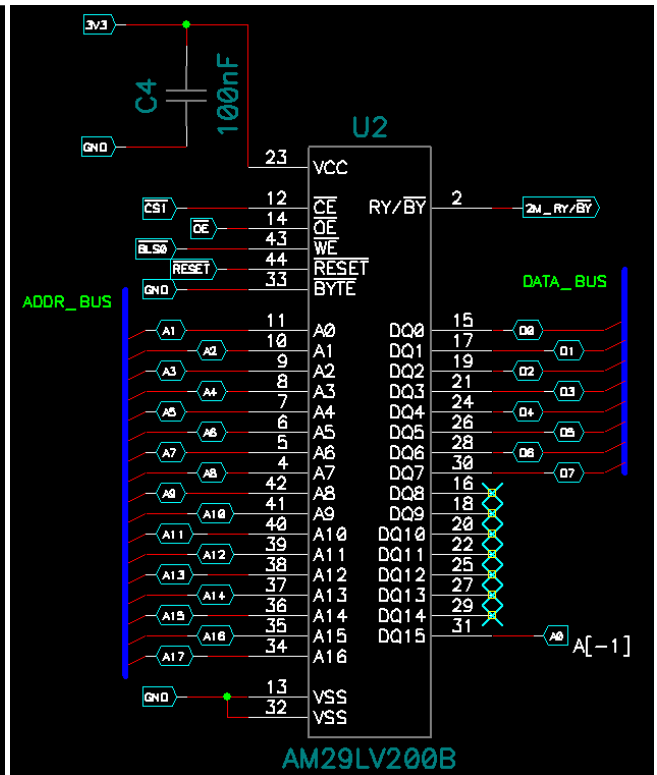 3V3
C4
100nF
GND
U2
23 VCC
CS1 12 CE RY/BY 2 2M_RY/BY
OE 14 OE
BLS0 43 WE
RESET 44 RESET
GND 33 BYTE
ADDR_BUS DATA_BUS
A1 11 A0 DQ0 15 D0
A2 10 A1 DQ1 17 D1
A3 9 A2 DQ2 19 D2
A4 8 A3 DQ3 21 D3
A5 7 A4 DQ4 24 D4
A6 6 A5 DQ5 26 D5
A7 5 A6 DQ6 28 D6
A8 4 A7 DQ7 30 D7
A9 42 A8 DQ8 16
A10 41 A9 DQ9 18
A11 40 A10 DQ10 20
A12 39 A11 DQ11 22
A13 38 A12 DQ12 25
A14 37 A13 DQ13 27
A15 36 A14 DQ14 29
A16 35 A15 DQ15 31 A0 A[-1]
A17 34 A16
GND 13 VSS
32 VSS
AM29LV200B